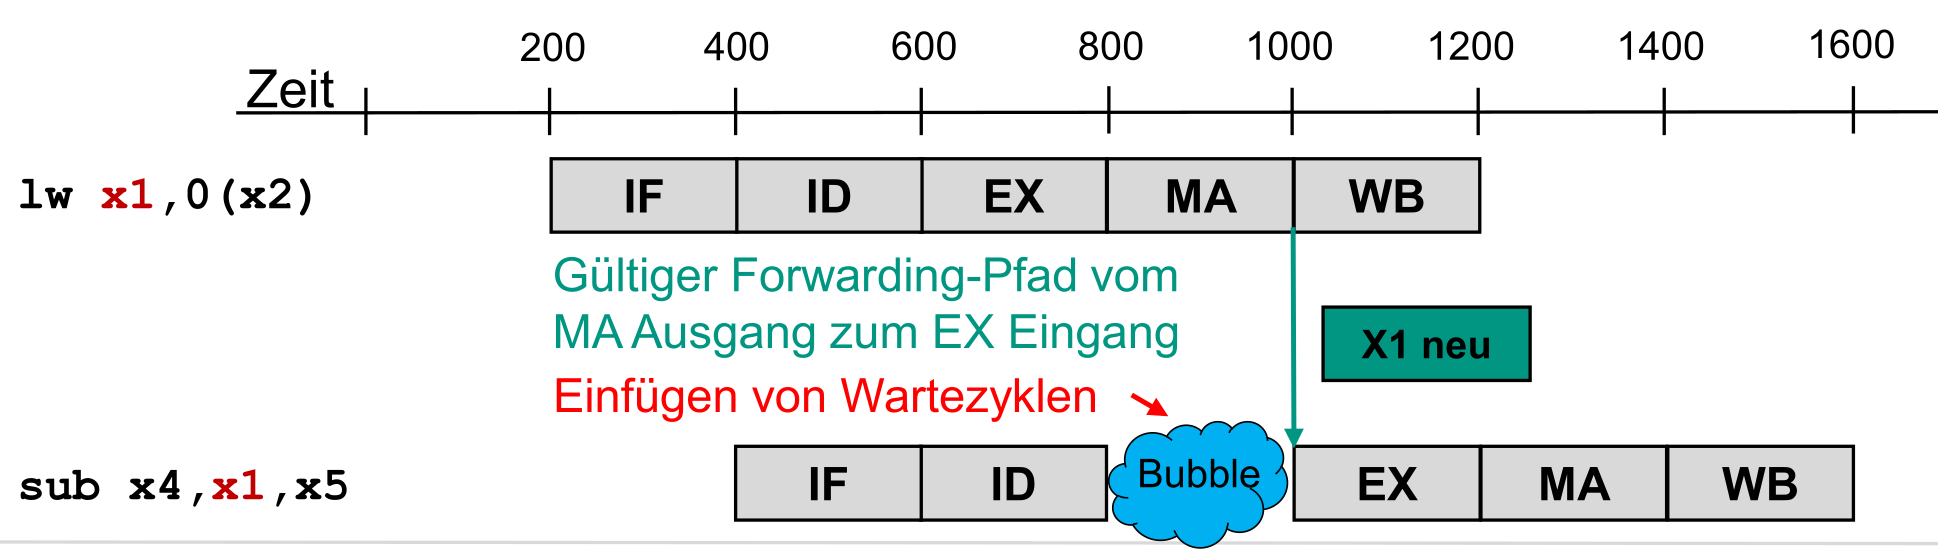 200 400 600 800 1000 1200 1400 1600
Zeit
lw x1,0(x2) IF ID EX MA WB
Gültiger Forwarding-Pfad vom
MA Ausgang zum EX Eingang
X1 neu
Einfügen von Wartezyklen
sub x4,x1,x5 IF ID Bubble EX MA WB